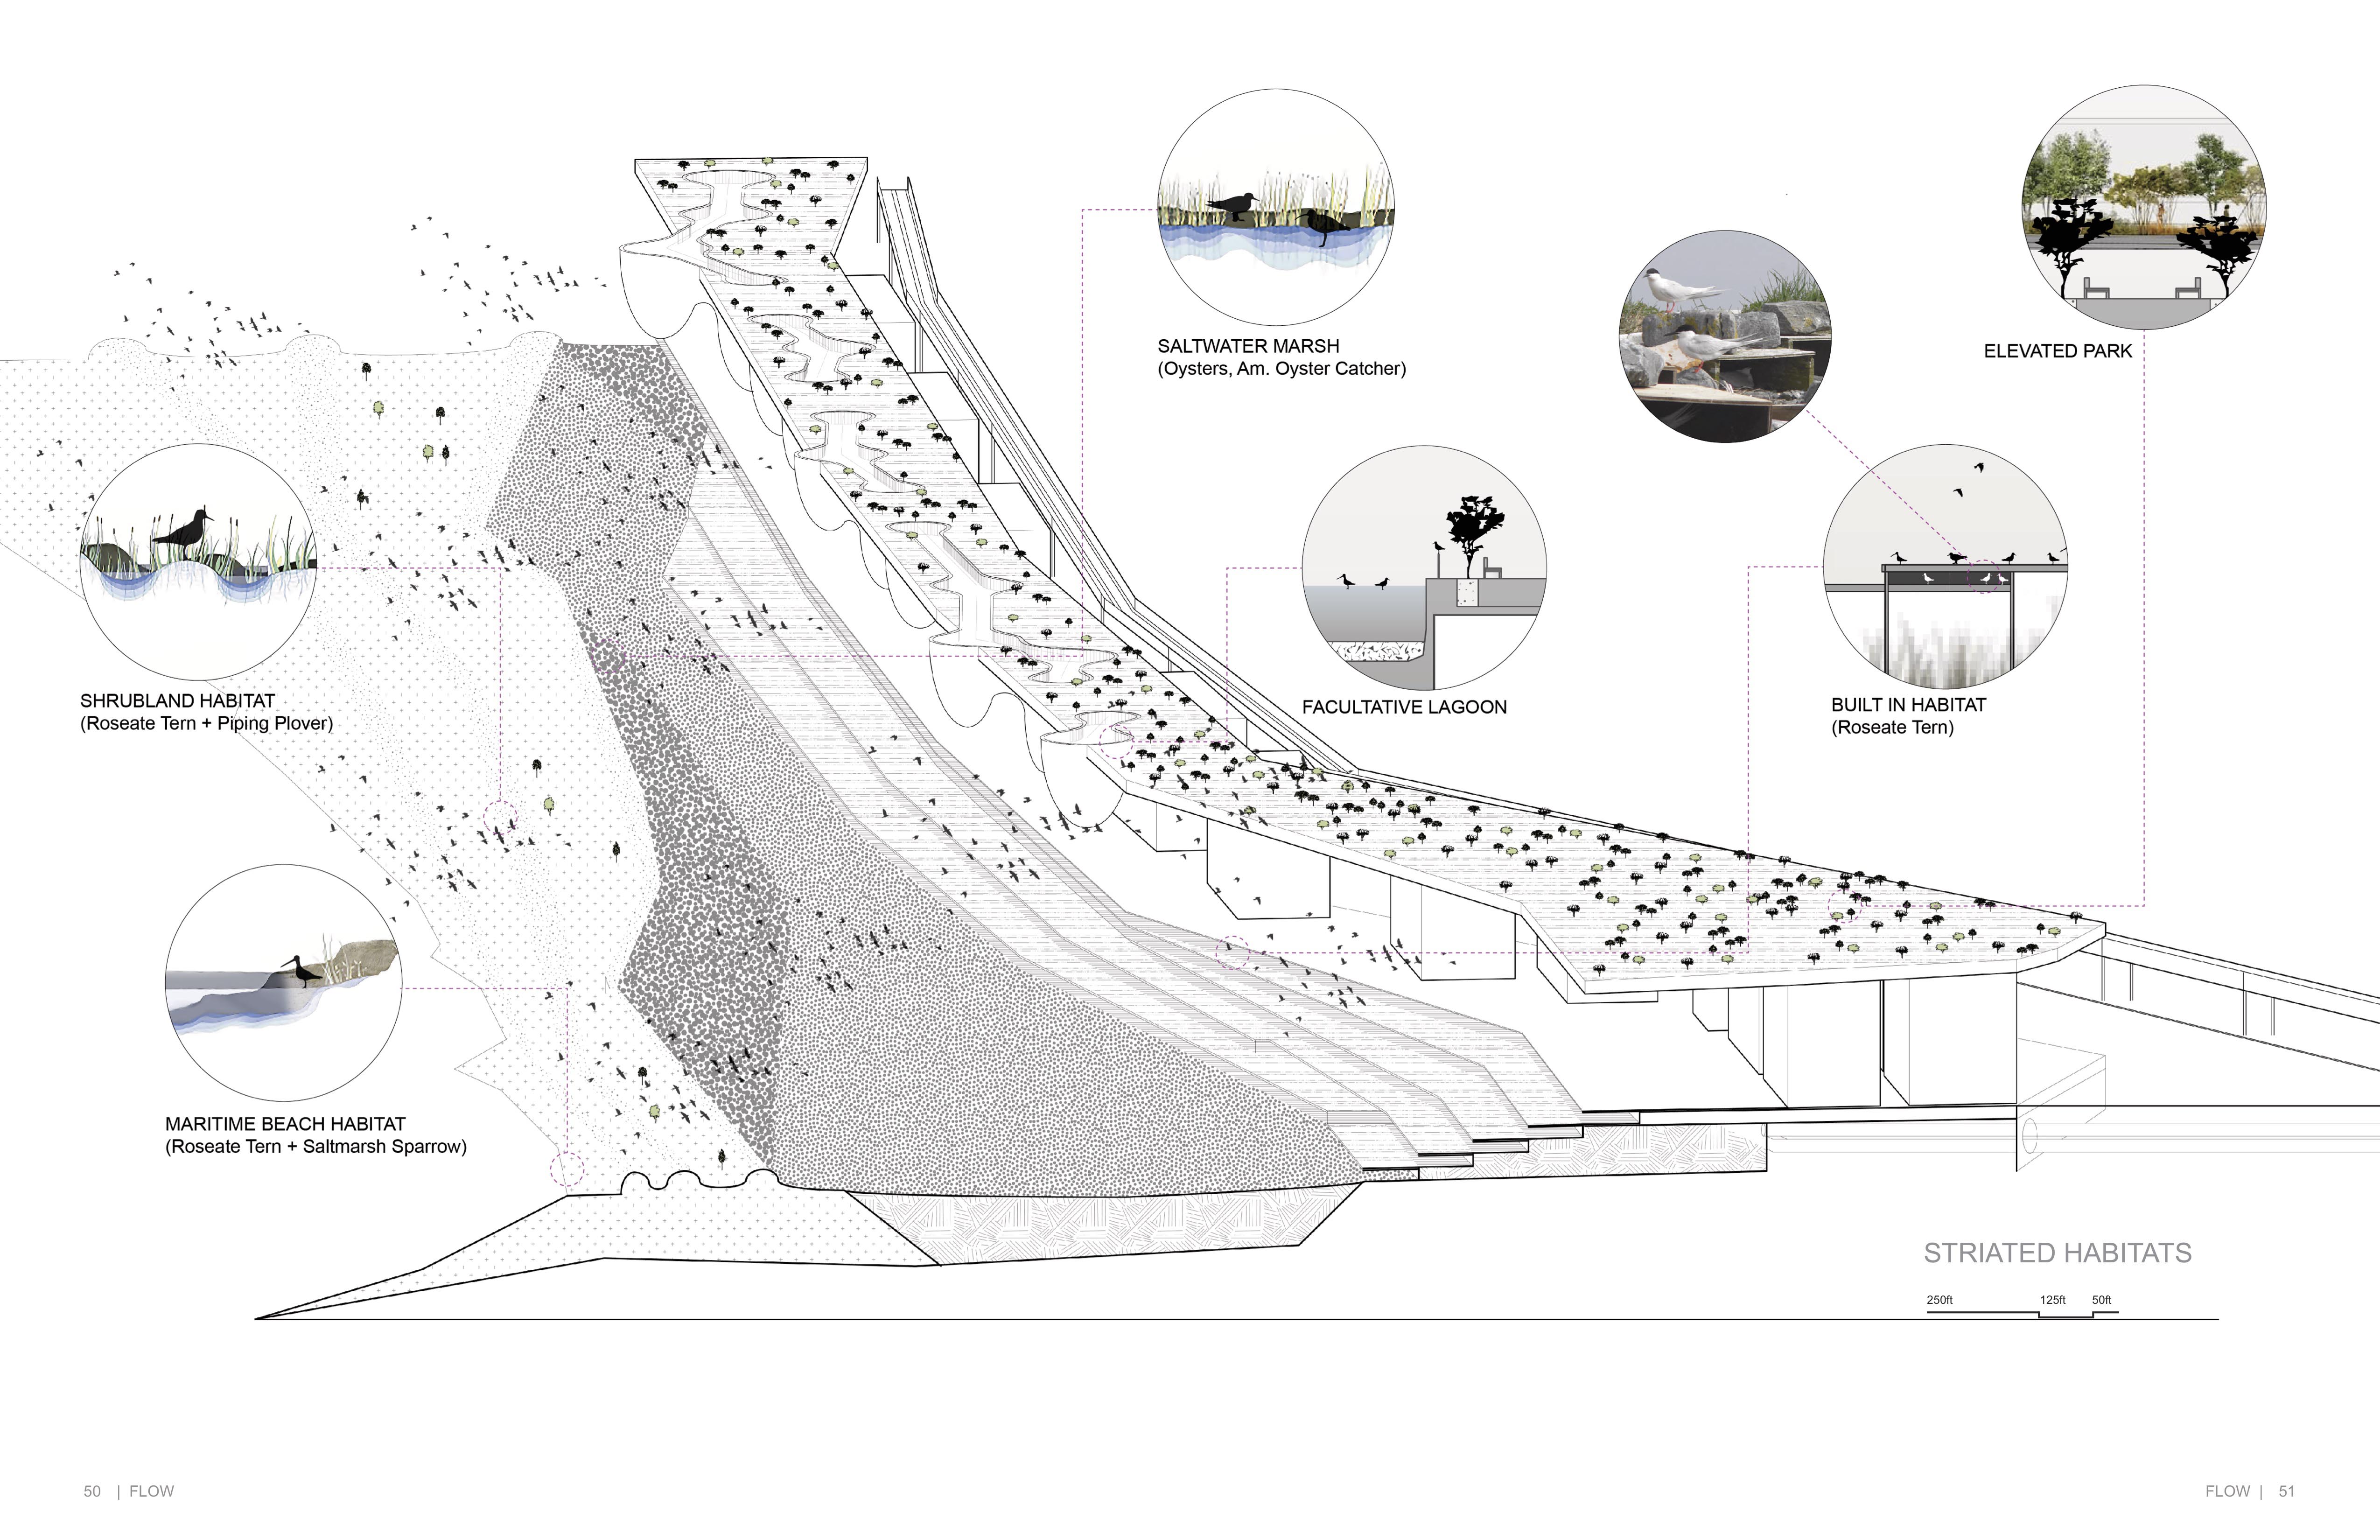 SALTWATER MARSH
(Oysters, Am. Oyster Catcher)
ELEVATED PARK
SHRUBLAND HABITAT
(Roseate Tern + Piping Plover)
FACULTATIVE LAGOON
BUILT IN HABITAT
(Roseate Tern)
MARITIME BEACH HABITAT
(Roseate Tern + Saltmarsh Sparrow)
STRIATED HABITATS
250ft 125ft 50ft
50 | FLOW
FLOW | 51